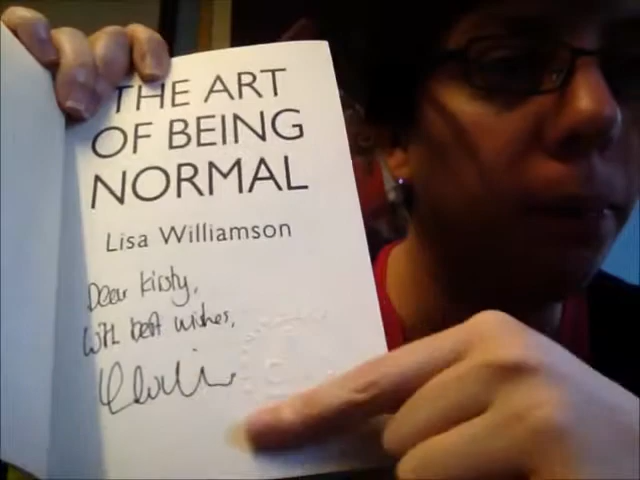 THE ART
OF BEING
NORMAL
Lisa Williamson
Dear Kirsty,
With best wishes,